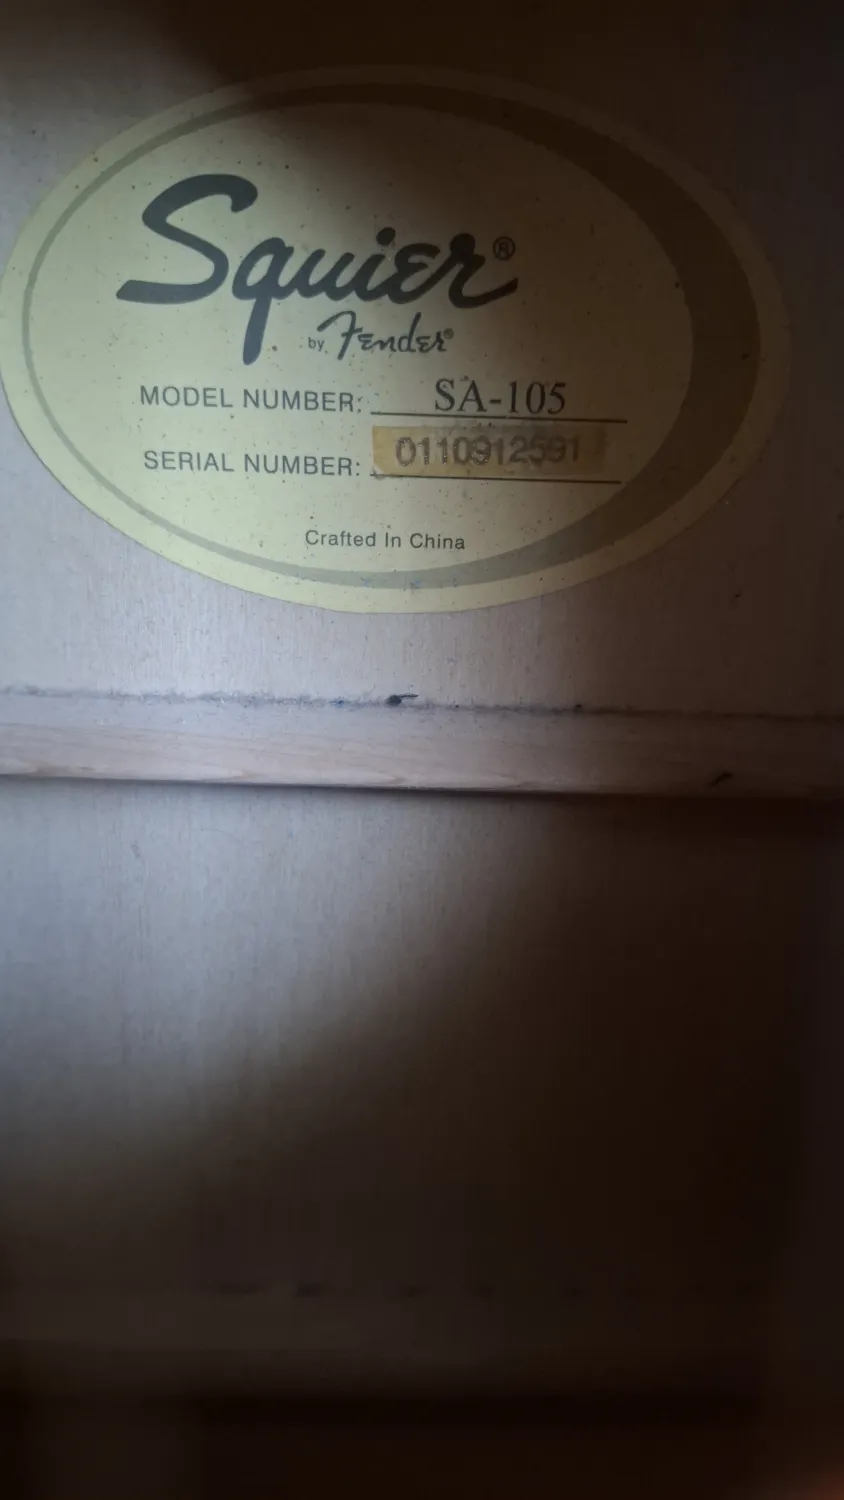 Squier®
by Fender®
MODEL NUMBER: SA-105
SERIAL NUMBER: 0110912591
Crafted In China